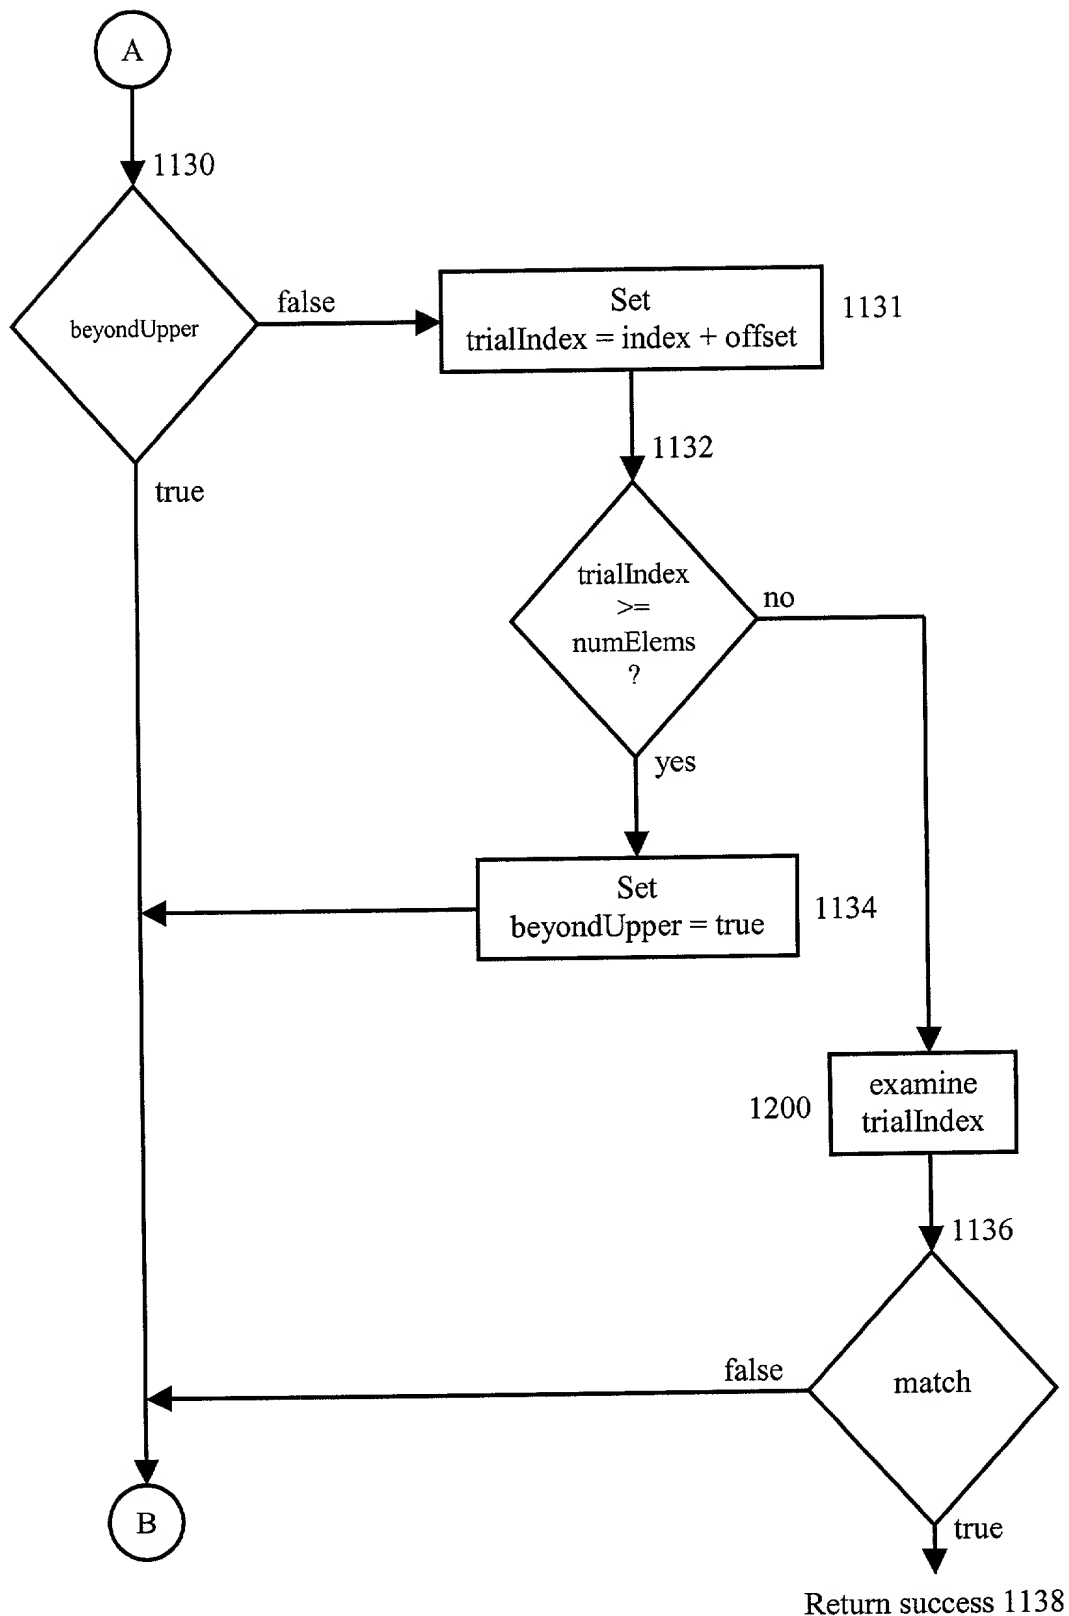 A
1130
beyondUpper
false
Set
trialIndex = index + offset
1131
true
1132
trialIndex
>=
numElems
?
no
yes
Set
beyondUpper = true
1134
examine
trialIndex
1200
1136
match
false
B
true
Return success 1138